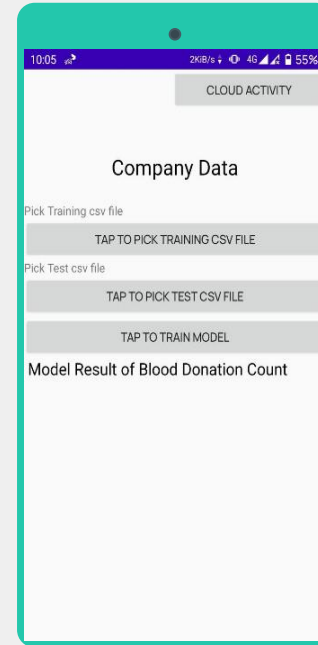 10:05 2KiB/s 4G 55%
CLOUD ACTIVITY
Company Data
Pick Training csv file
TAP TO PICK TRAINING CSV FILE
Pick Test csv file
TAP TO PICK TEST CSV FILE
TAP TO TRAIN MODEL
Model Result of Blood Donation Count